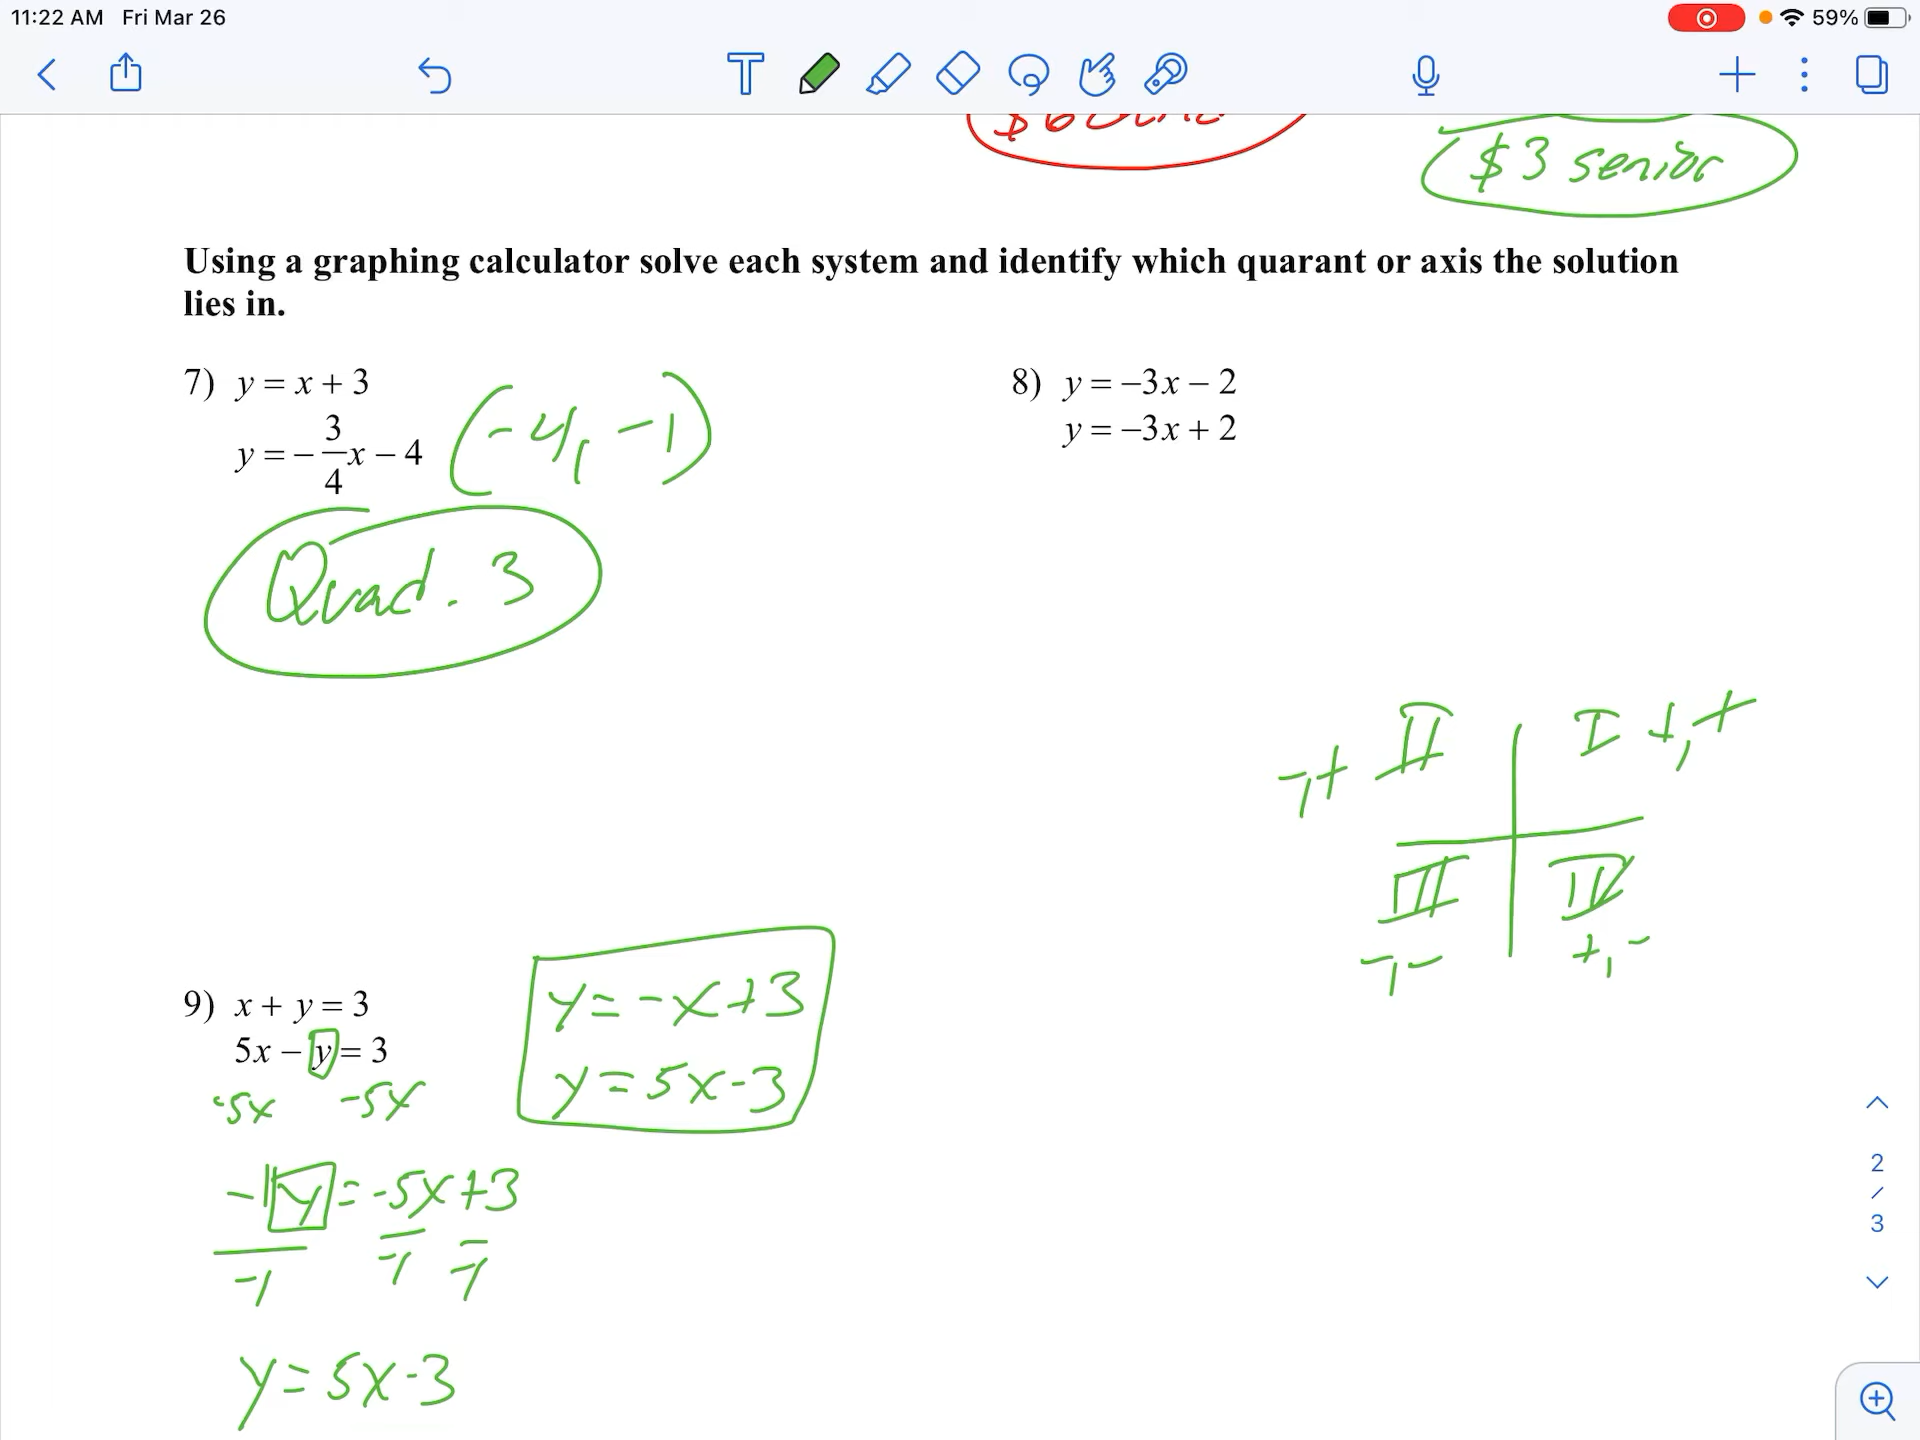 11:22 AM Fri Mar 26
59%
$3 senior
Using a graphing calculator solve each system and identify which quarant or axis the solution
lies in.
7) y = x + 3
y = −3/4x − 4
(-4, -1)
Quad. 3
8) y = −3x − 2
y = −3x + 2
II
-,+
I +,+
III
-,-
IV
+,-
9) x + y = 3
5x − y = 3
-5x -5x
-1y = -5x+3
-1 -1 -1
y = 5x-3
y = -x+3
y = 5x-3
2
/
3